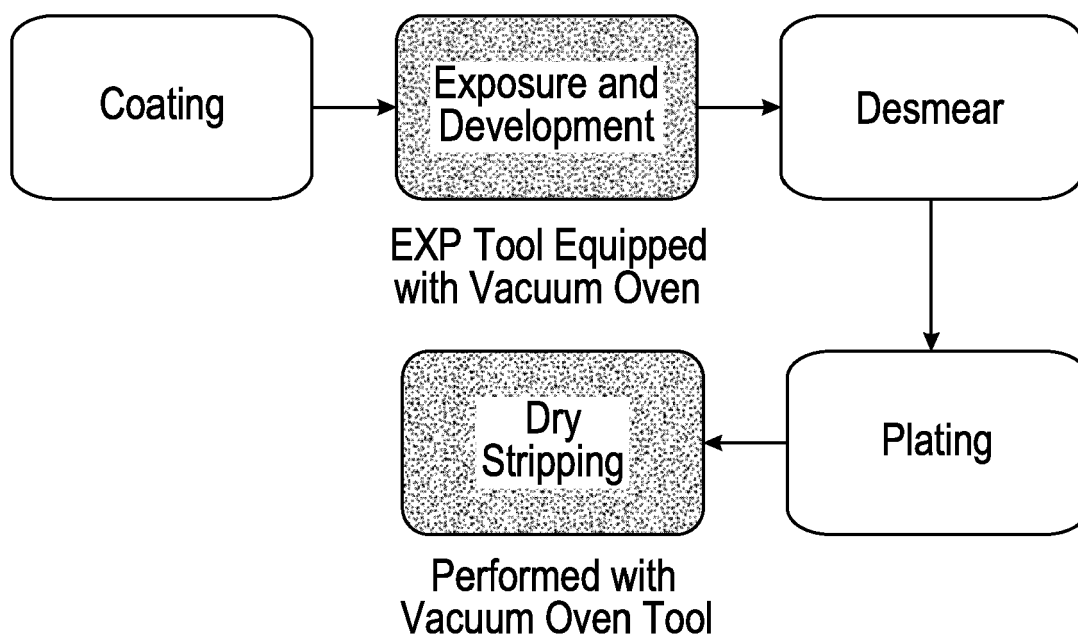 Coating
Exposure and
Development
Desmear
EXP Tool Equipped
with Vacuum Oven
Dry
Stripping
Plating
Performed with
Vacuum Oven Tool